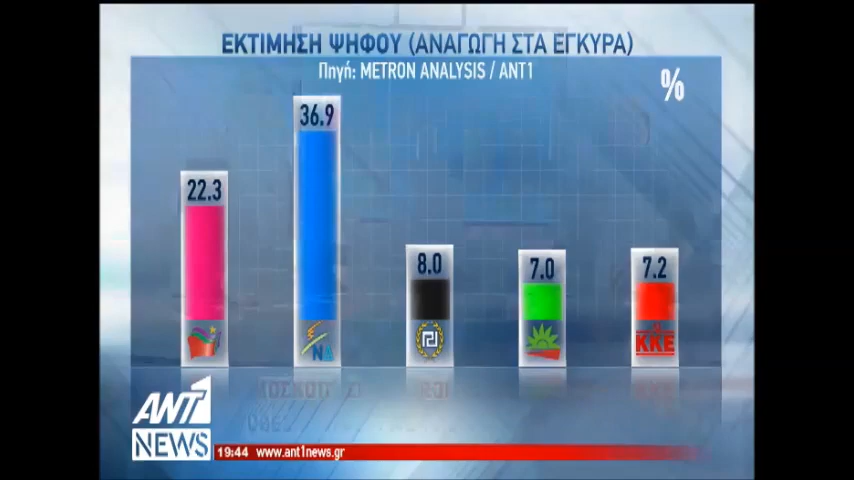 ΕΚΤΙΜΗΣΗ ΨΗΦΟΥ (ΑΝΑΓΩΓΗ ΣΤΑ ΕΓΚΥΡΑ)
Πηγή: METRON ANALYSIS / ANT1
%
22.3
36.9
8.0
7.0
7.2
ΝΔ
ΚΚΕ
ANT1
NEWS
19:44 www.ant1news.gr